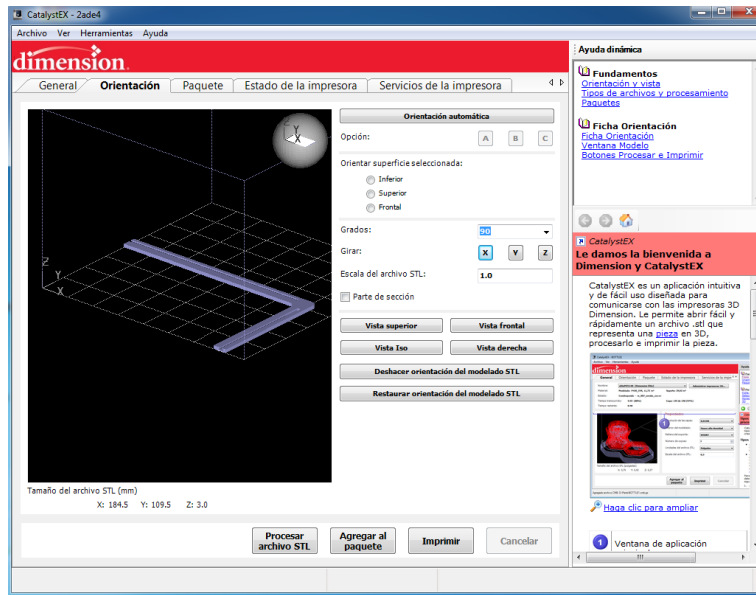 CatalystEX - 2ade4
Archivo Ver Herramientas Ayuda
dimension
General Orientación Paquete Estado de la impresora Servicios de la impresora
Orientación automática
Opción: A B C
Orientar superficie seleccionada:
Inferior
Superior
Frontal
Grados: 90
Girar: X Y Z
Escala del archivo STL: 1.0
Parte de sección
Vista superior Vista frontal
Vista Iso Vista derecha
Deshacer orientación del modelado STL
Restaurar orientación del modelado STL
Z
Y
X
Tamaño del archivo STL (mm)
X: 184.5 Y: 109.5 Z: 3.0
Procesar archivo STL Agregar al paquete Imprimir Cancelar
Ayuda dinámica
Fundamentos
Orientación y vista
Tipos de archivos y procesamiento
Paquetes
Ficha Orientación
Ficha Orientación
Ventana Modelo
Botones Procesar e Imprimir
CatalystEX
Le damos la bienvenida a
Dimension y CatalystEX
CatalystEX es un aplicación intuitiva
y de fácil uso diseñada para
comunicarse con las impresoras 3D
Dimension. Le permite abrir fácil y
rápidamente un archivo .stl que
representa una pieza en 3D,
procesarlo e imprimir la pieza.
dimension
1
Haga clic para ampliar
1 Ventana de aplicación